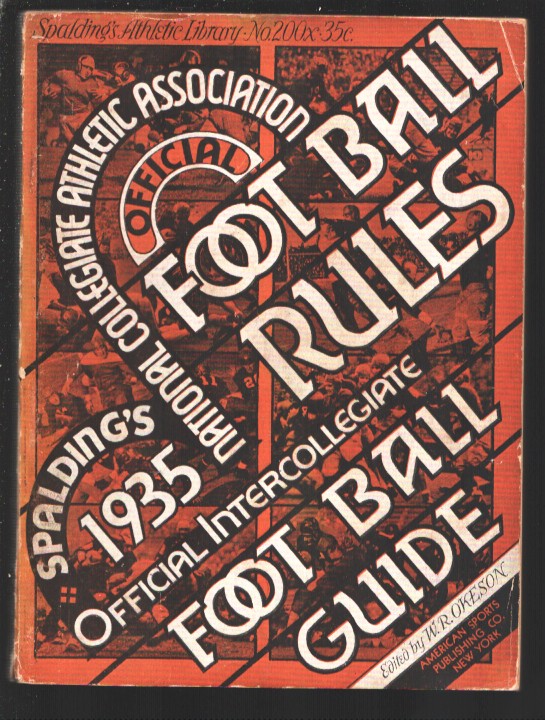 Spalding's Athletic Library - No. 200x - 35c.
NATIONAL COLLEGIATE ATHLETIC ASSOCIATION
OFFICIAL
FOOT BALL
RULES
SPALDING'S
1935
OFFICIAL INTERCOLLEGIATE
FOOT BALL
GUIDE
Edited by W. R. OKESON
AMERICAN SPORTS
PUBLISHING CO.
NEW YORK